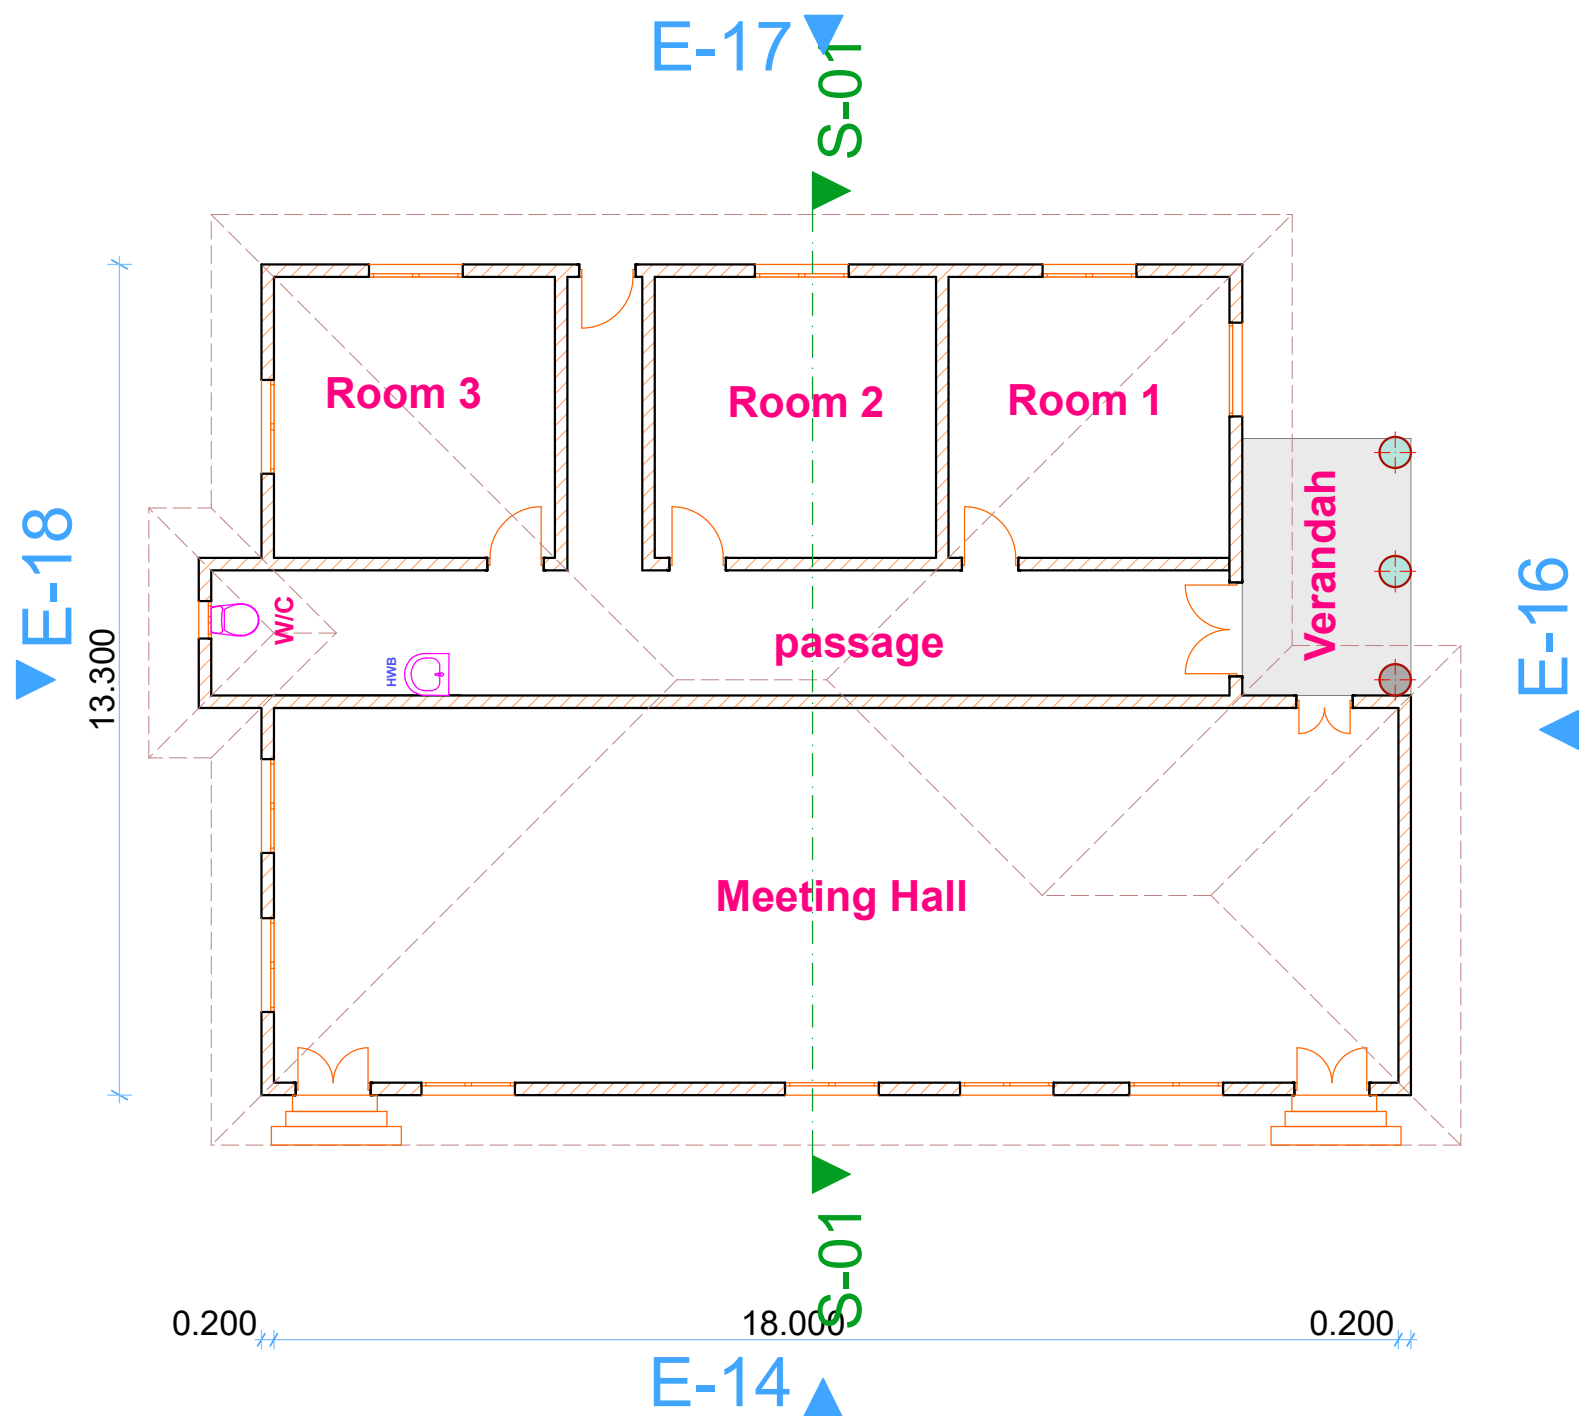 E-17
S-01
Room 3
Room 2
Room 1
Verandah
E-18
E-16
13.300
W/C
HWB
passage
Meeting Hall
S-01
0.200
18.000
0.200
E-14